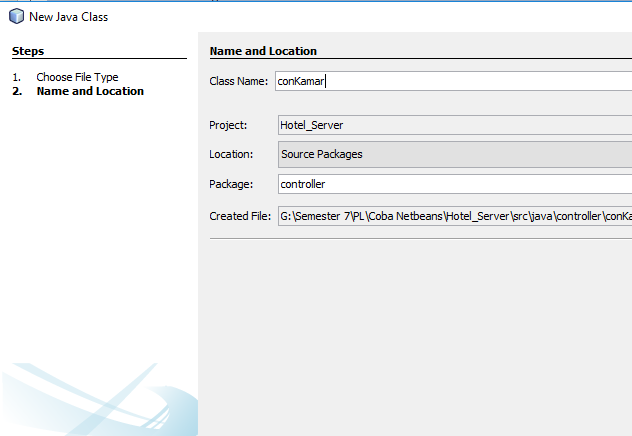 New Java Class
Steps
1. Choose File Type
2. Name and Location
Name and Location
Class Name: conKamar
Project: Hotel_Server
Location: Source Packages
Package: controller
Created File: G:\Semester 7\PL\Coba Netbeans\Hotel_Server\src\java\controller\conKa